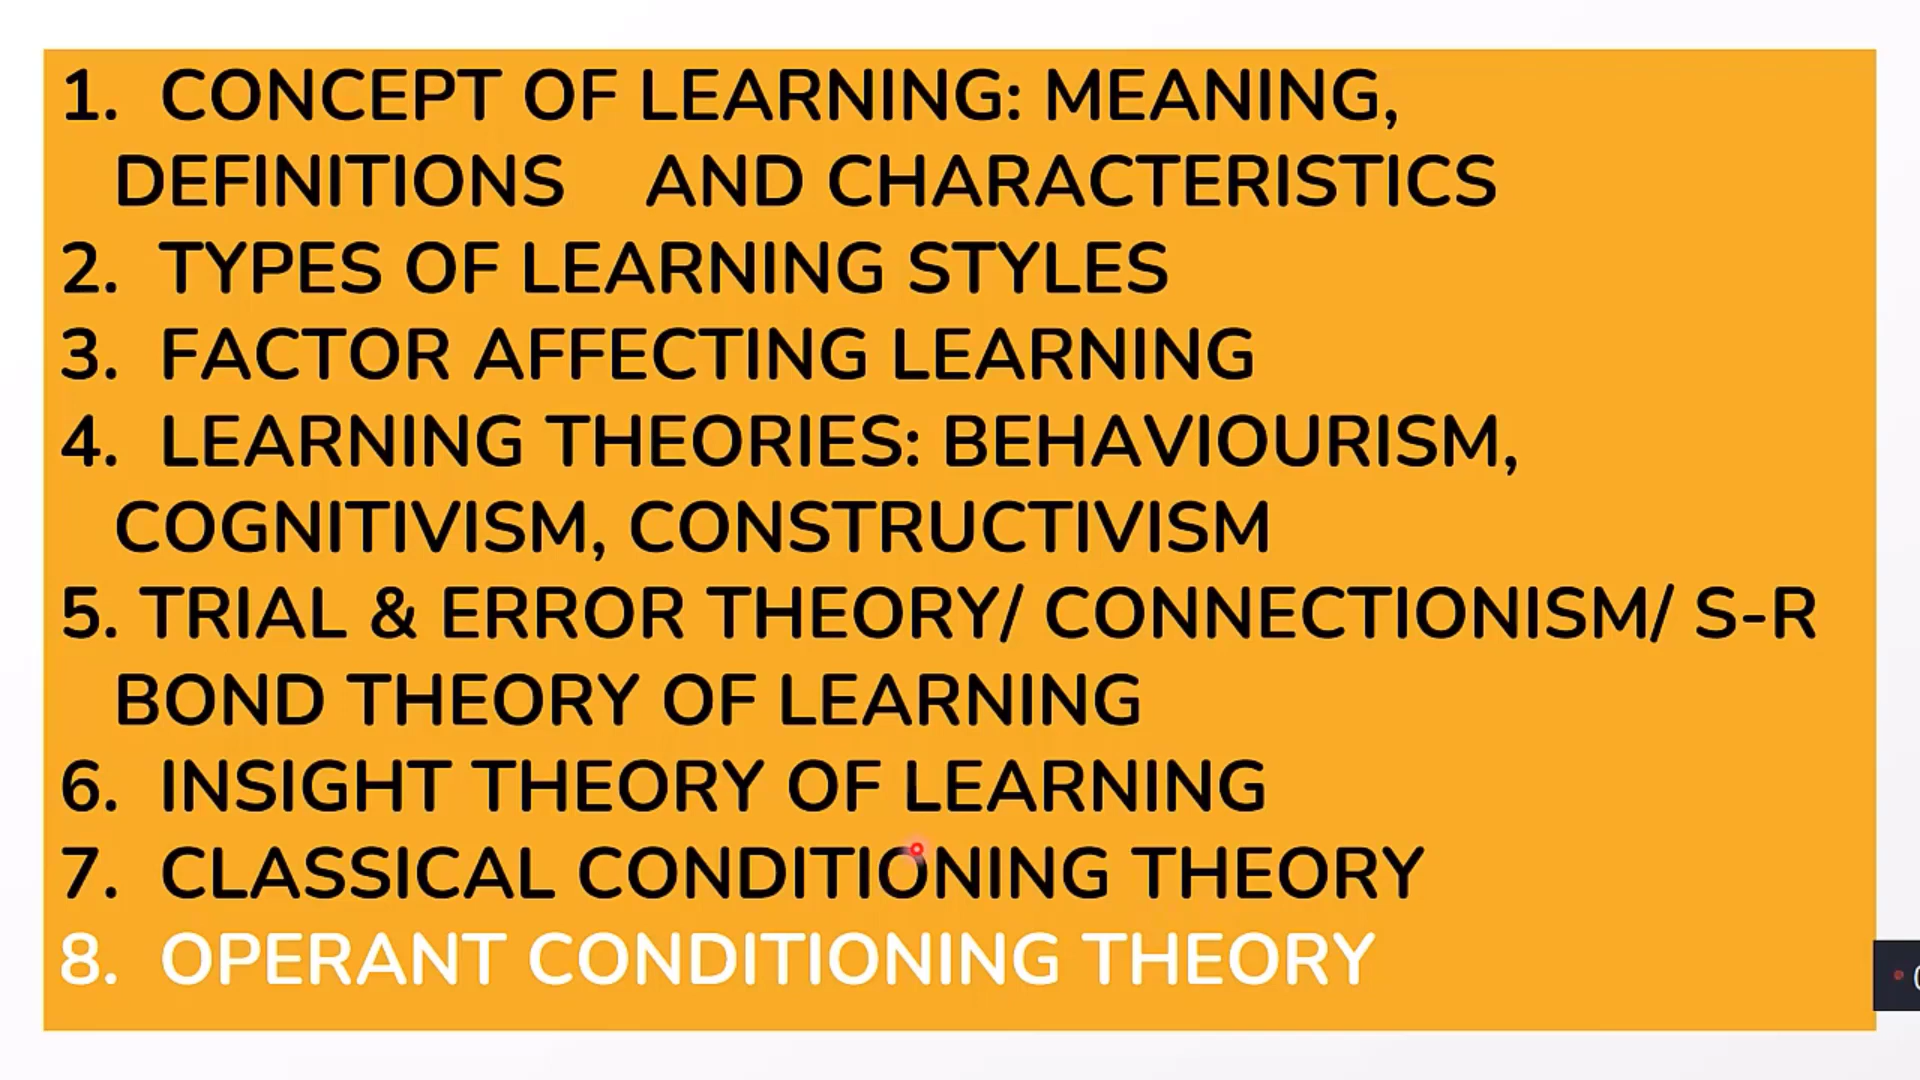 1. CONCEPT OF LEARNING: MEANING,
DEFINITIONS AND CHARACTERISTICS
2. TYPES OF LEARNING STYLES
3. FACTOR AFFECTING LEARNING
4. LEARNING THEORIES: BEHAVIOURISM,
COGNITIVISM, CONSTRUCTIVISM
5. TRIAL & ERROR THEORY/ CONNECTIONISM/ S-R
BOND THEORY OF LEARNING
6. INSIGHT THEORY OF LEARNING
7. CLASSICAL CONDITIONING THEORY
8. OPERANT CONDITIONING THEORY